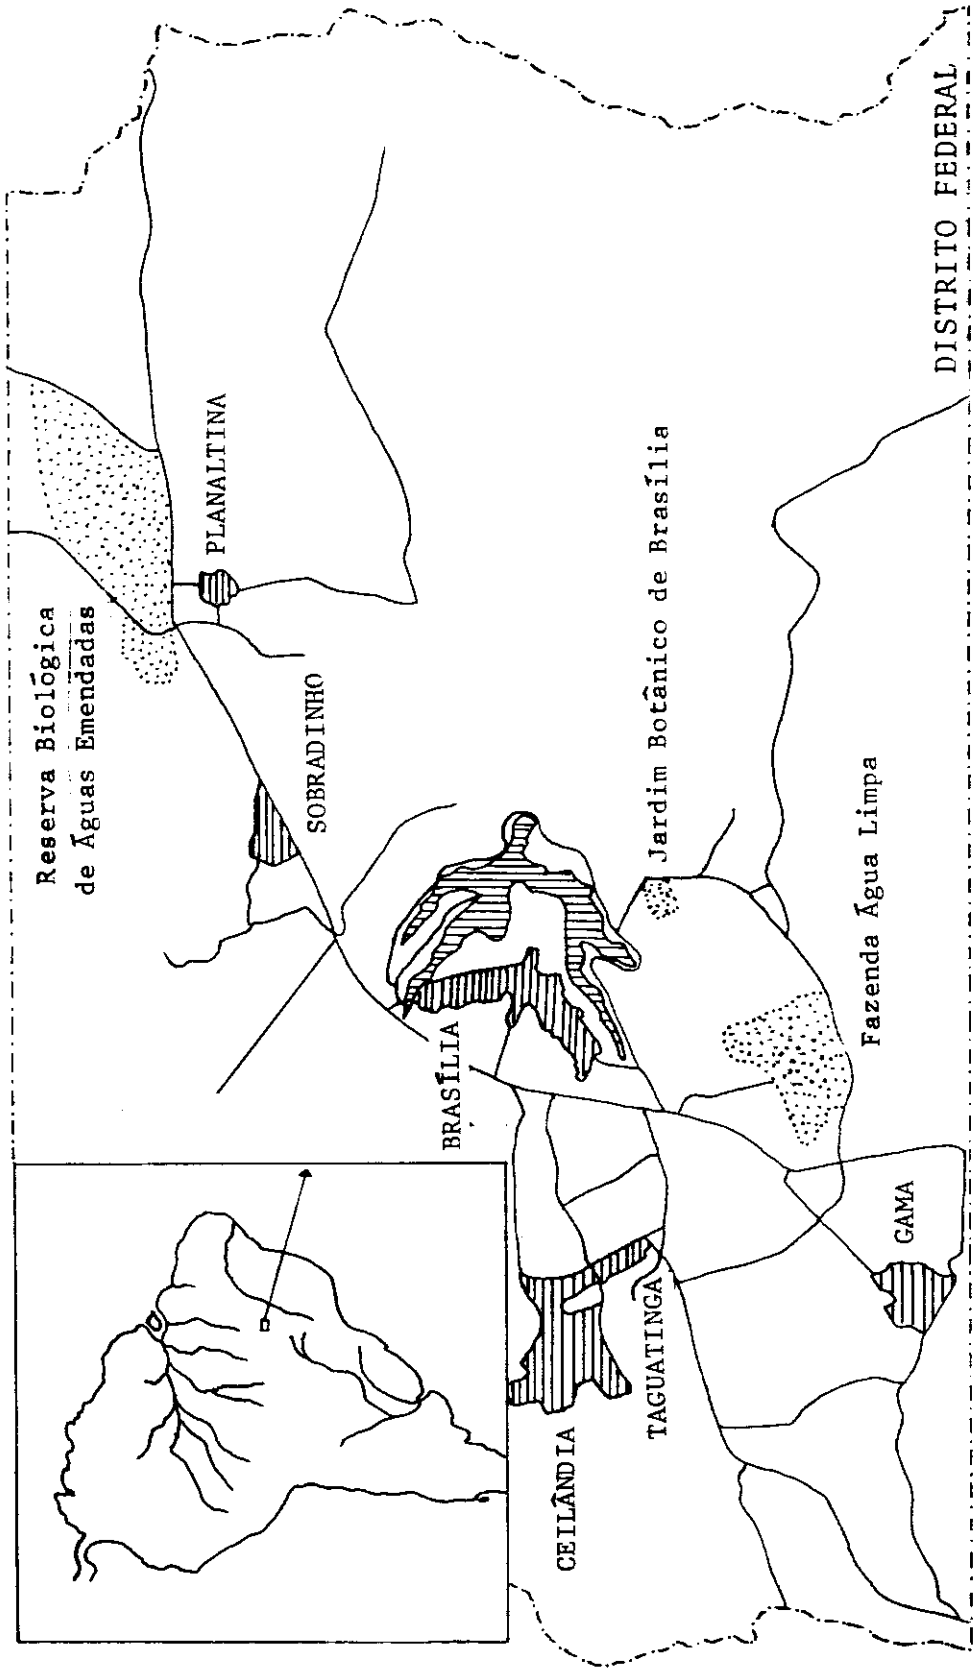 Reserva Biológica
de Águas Emendadas
PLANALTINA
SOBRADINHO
BRASÍLIA
CEILÂNDIA
TAGUATINGA
Jardim Botânico de Brasília
Fazenda Água Limpa
GAMA
DISTRITO FEDERAL